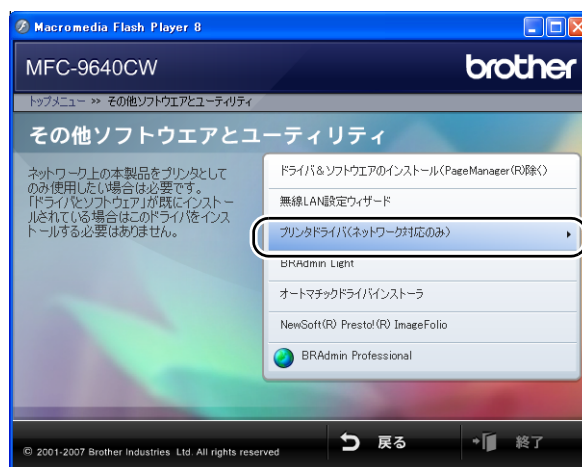 Macromedia Flash Player 8
MFC-9640CW
brother
トップメニュー >> その他ソフトウエアとユーティリティ
その他ソフトウエアとユーティリティ
ネットワーク上の本製品をプリンタとして
のみ使用したい場合は必要です。
「ドライバとソフトウェア」が既にインストー
ルされている場合はこのドライバをインス
トールする必要はありません。
ドライバ&ソフトウエアのインストール(PageManager(R)除く)
無線LAN設定ウィザード
プリンタドライバ(ネットワーク対応のみ)
BRAdmin Light
オートマチックドライバインストーラ
NewSoft(R) Presto!(R) ImageFolio
BRAdmin Professional
© 2001-2007 Brother Industries Ltd. All rights reserved
戻る
終了